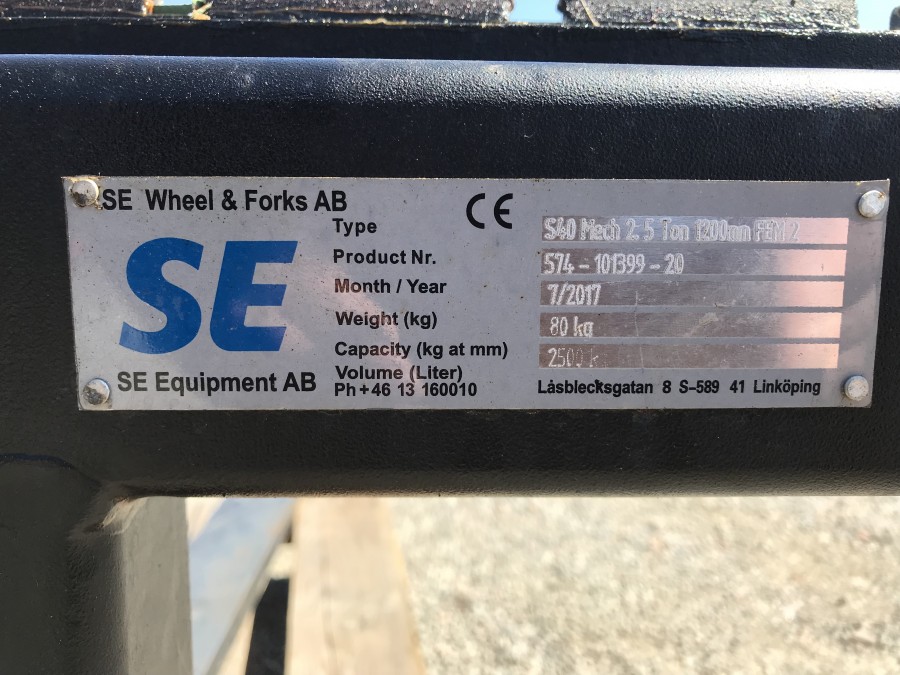 SE Wheel & Forks AB
CE
Type S40 Mech 2.5 Ton 1200mm FEM 2
Product Nr. 574-101399-20
Month / Year 7/2017
Weight (kg) 80 kg
Capacity (kg at mm) 2500
Volume (Liter)
SE
SE Equipment AB
Ph+46 13 160010
Låsblecksgatan 8 S-589 41 Linköping